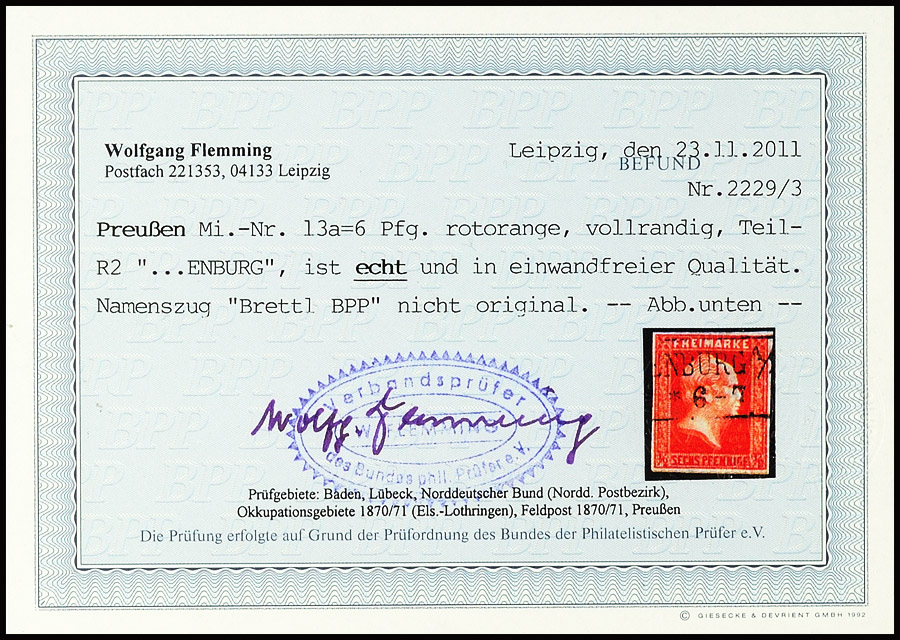 Wolfgang Flemming
Postfach 221353, 04133 Leipzig
Leipzig, den 23.11.2011
BEFUND
Nr.2229/3
Preußen Mi.-Nr. 13a=6 Pfg. rotorange, vollrandig, Teil-
R2 "...ENBURG", ist echt und in einwandfreier Qualität.
Namenszug "Brettl BPP" nicht original. -- Abb.unten --
FREIMARKE
ENBURG
6-7
SECHS PFENNIGE
Verbandsprüfer
Wolfg. Flemming
W. FLEMMING
des Bundes phil. Prüfer e.V.
Prüfgebiete: Baden, Lübeck, Norddeutscher Bund (Nordd. Postbezirk),
Okkupationsgebiete 1870/71 (Els.-Lothringen), Feldpost 1870/71, Preußen
Die Prüfung erfolgte auf Grund der Prüfordnung des Bundes der Philatelistischen Prüfer e.V.
© GIESECKE & DEVRIENT GMBH 1992